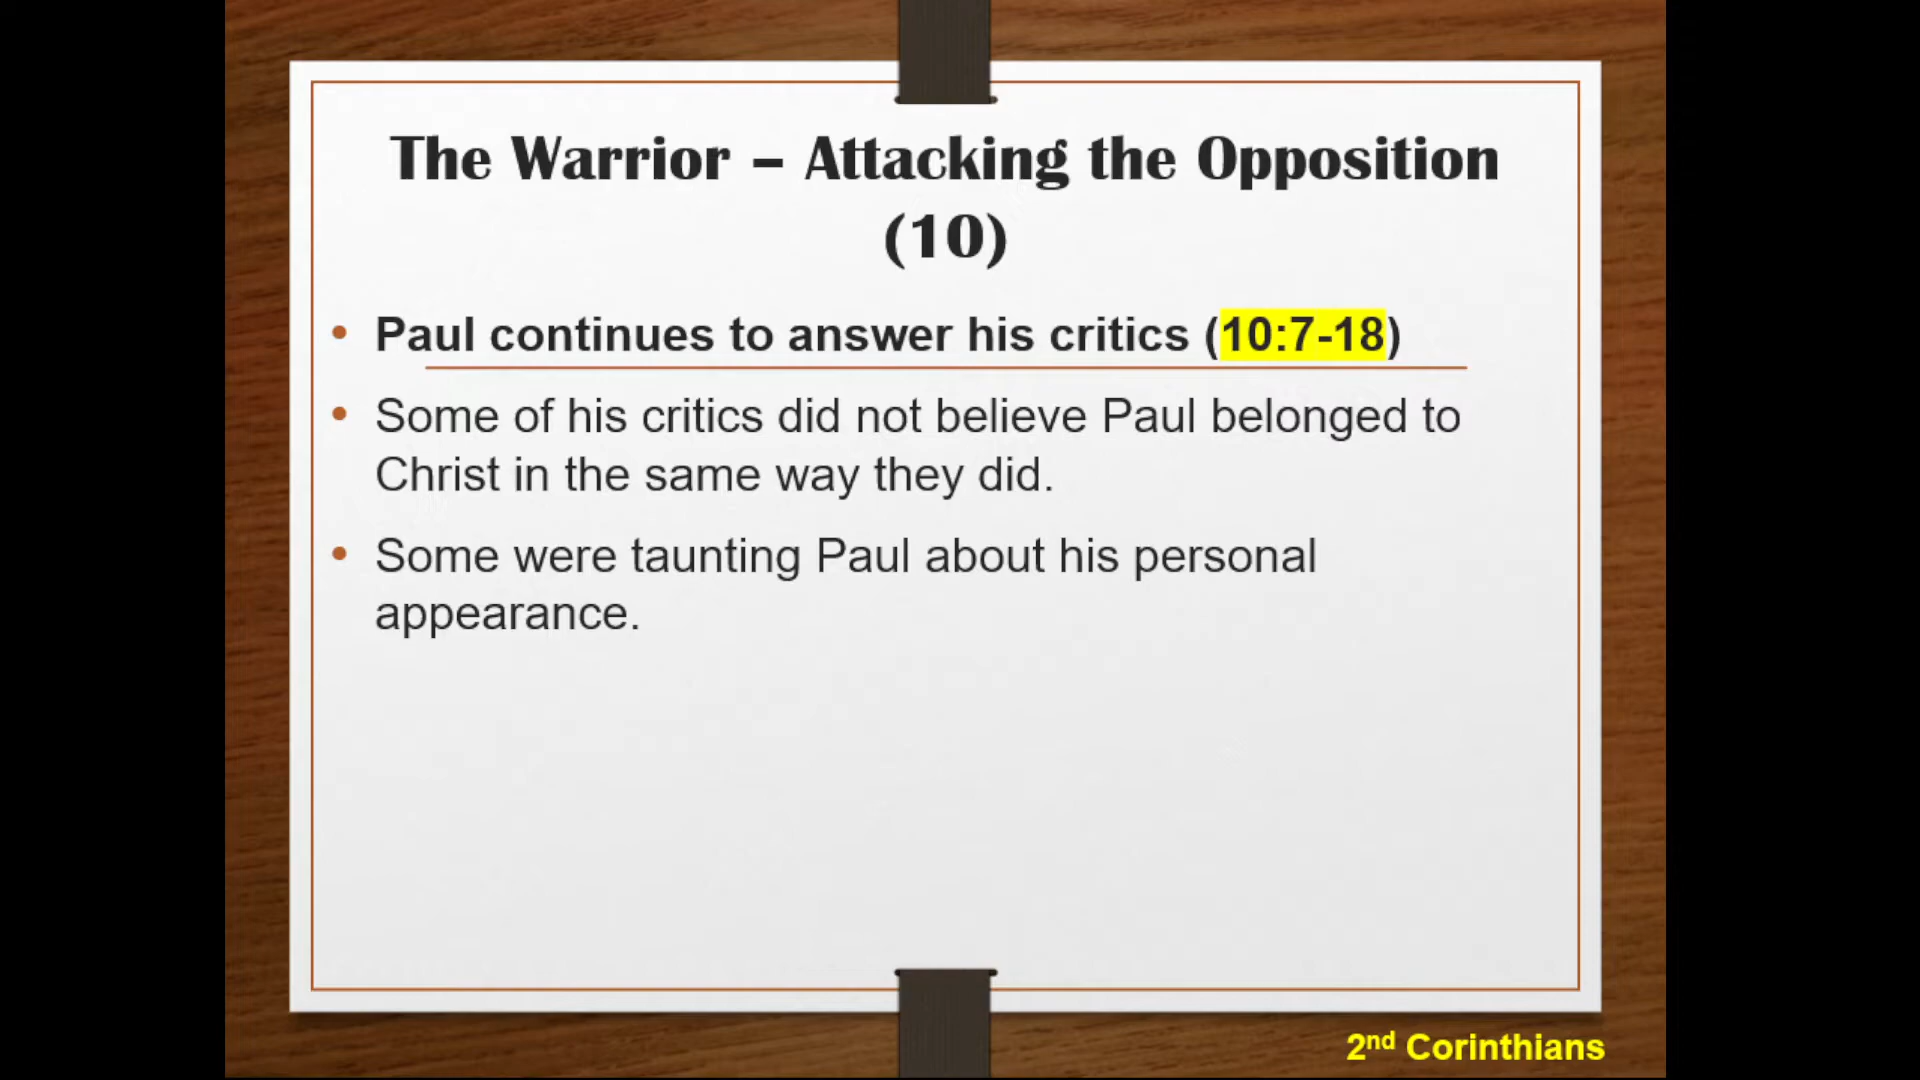 The Warrior – Attacking the Opposition
(10)
• Paul continues to answer his critics (10:7-18)
• Some of his critics did not believe Paul belonged to
Christ in the same way they did.
• Some were taunting Paul about his personal
appearance.
2nd Corinthians